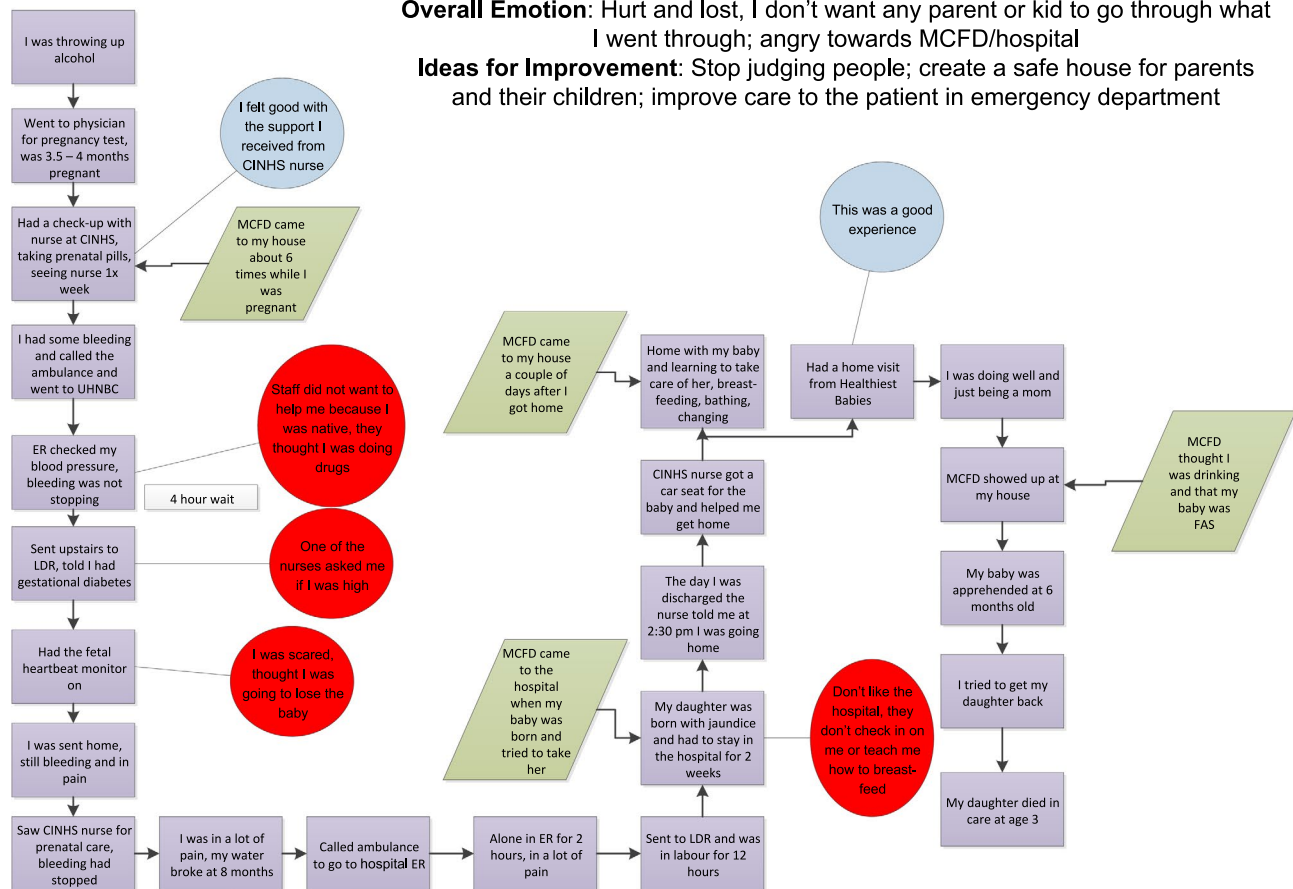 Overall Emotion: Hurt and lost, I don’t want any parent or kid to go through what
I went through; angry towards MCFD/hospital
Ideas for Improvement: Stop judging people; create a safe house for parents
and their children; improve care to the patient in emergency department
I was throwing up
alcohol
Went to physician
for pregnancy test,
was 3.5 – 4 months
pregnant
I felt good with
the support I
received from
CINHS nurse
Had a check-up with
nurse at CINHS,
taking prenatal pills,
seeing nurse 1x
week
MCFD came
to my house
about 6
times while I
was
pregnant
I had some bleeding
and called the
ambulance and
went to UHNBC
ER checked my
blood pressure,
bleeding was not
stopping
Staff did not want to
help me because I
was native, they
thought I was doing
drugs
4 hour wait
Sent upstairs to
LDR, told I had
gestational diabetes
One of the
nurses asked me
if I was high
Had the fetal
heartbeat monitor
on
I was scared,
thought I was
going to lose the
baby
I was sent home,
still bleeding and in
pain
Saw CINHS nurse for
prenatal care,
bleeding had
stopped
I was in a lot of
pain, my water
broke at 8 months
Called ambulance
to go to hospital ER
Alone in ER for 2
hours, in a lot of
pain
Sent to LDR and was
in labour for 12
hours
My daughter was
born with jaundice
and had to stay in
the hospital for 2
weeks
MCFD came
to the
hospital
when my
baby was
born and
tried to take
her
Don’t like the
hospital, they
don’t check in on
me or teach me
how to breast-
feed
The day I was
discharged the
nurse told me at
2:30 pm I was going
home
CINHS nurse got a
car seat for the
baby and helped me
get home
Home with my baby
and learning to take
care of her, breast-
feeding, bathing,
changing
MCFD came
to my house
a couple of
days after I
got home
Had a home visit
from Healthiest
Babies
This was a good
experience
I was doing well and
just being a mom
MCFD showed up at
my house
MCFD
thought I
was drinking
and that my
baby was
FAS
My baby was
apprehended at 6
months old
I tried to get my
daughter back
My daughter died in
care at age 3